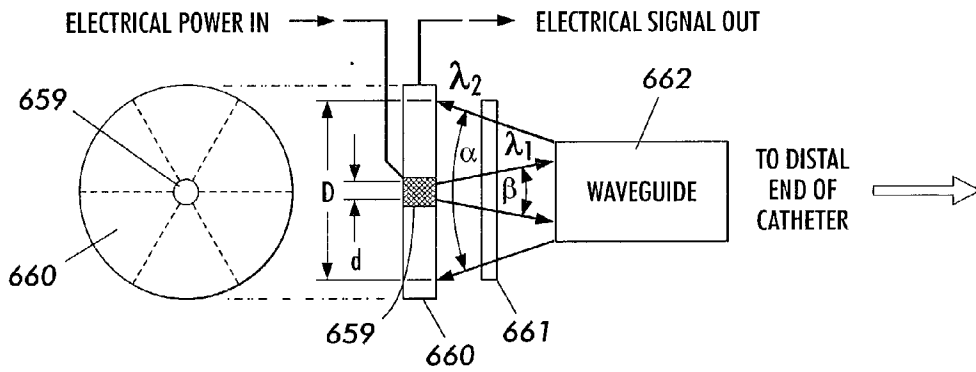 ELECTRICAL POWER IN
ELECTRICAL SIGNAL OUT
659
λ2
662
α
λ1
D
β
WAVEGUIDE
TO DISTAL
END OF
CATHETER
660
d
659
660
661